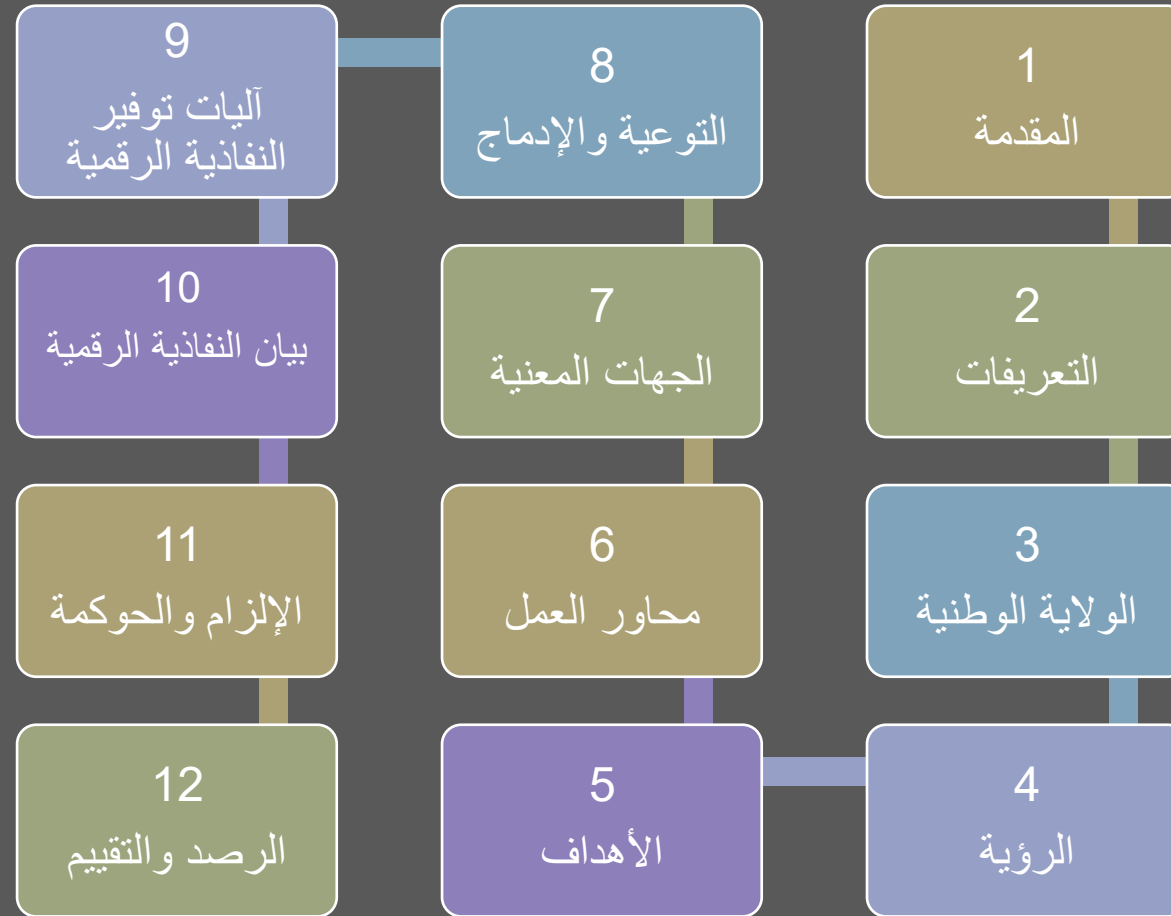 1
المقدمة
2
التعريفات
3
الولاية الوطنية
4
الرؤية
5
الأهداف
6
محاور العمل
7
الجهات المعنية
8
التوعية والإدماج
9
آليات توفير
النفاذية الرقمية
10
بيان النفاذية الرقمية
11
الإلزام والحوكمة
12
الرصد والتقييم